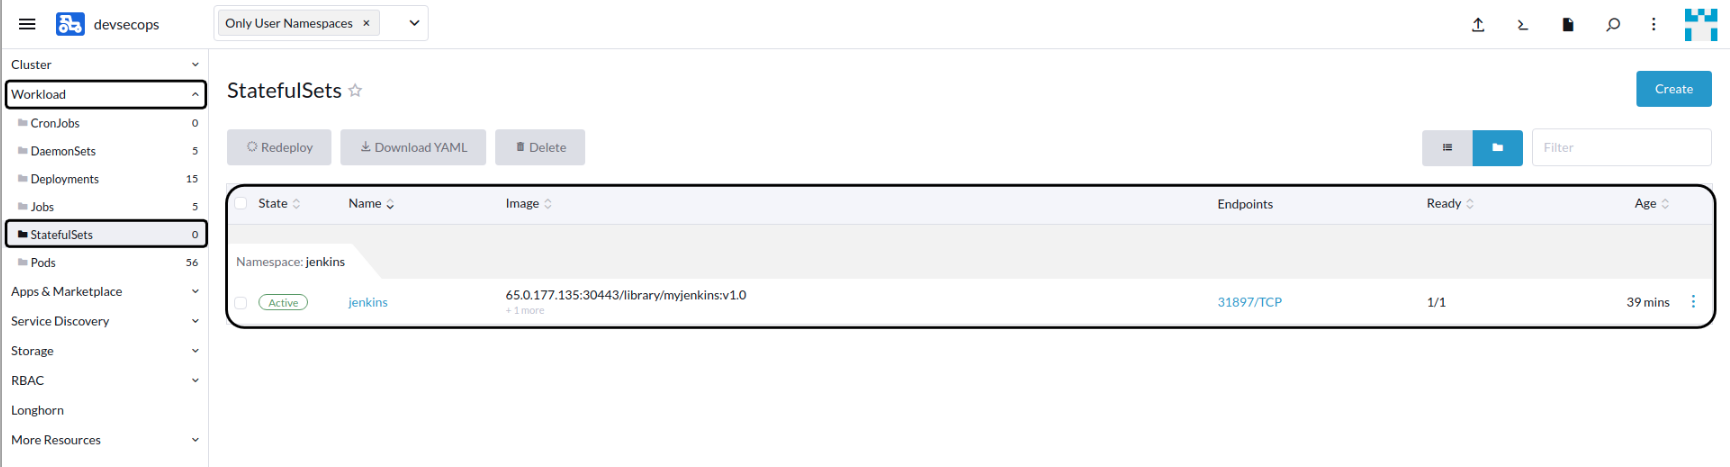 devsecops
Only User Namespaces ×
Cluster
Workload
CronJobs 0
DaemonSets 5
Deployments 15
Jobs 5
StatefulSets 0
Pods 56
Apps & Marketplace
Service Discovery
Storage
RBAC
Longhorn
More Resources
StatefulSets
Create
Redeploy Download YAML Delete
Filter
State Name Image Endpoints Ready Age
Namespace: jenkins
Active jenkins 65.0.177.135:30443/library/myjenkins:v1.0 31897/TCP 1/1 39 mins
+ 1 more